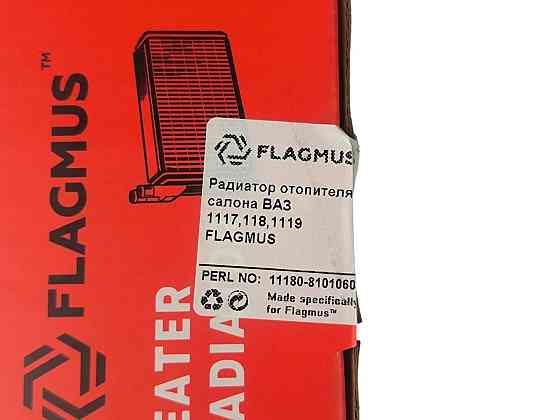 FLAGMUS™
EATER
ADIA
FLAGMUS
Радиатор отопителя
салона ВАЗ
1117,118,1119
FLAGMUS
PERL NO: 11180-8101060
Made specifically
for Flagmus™